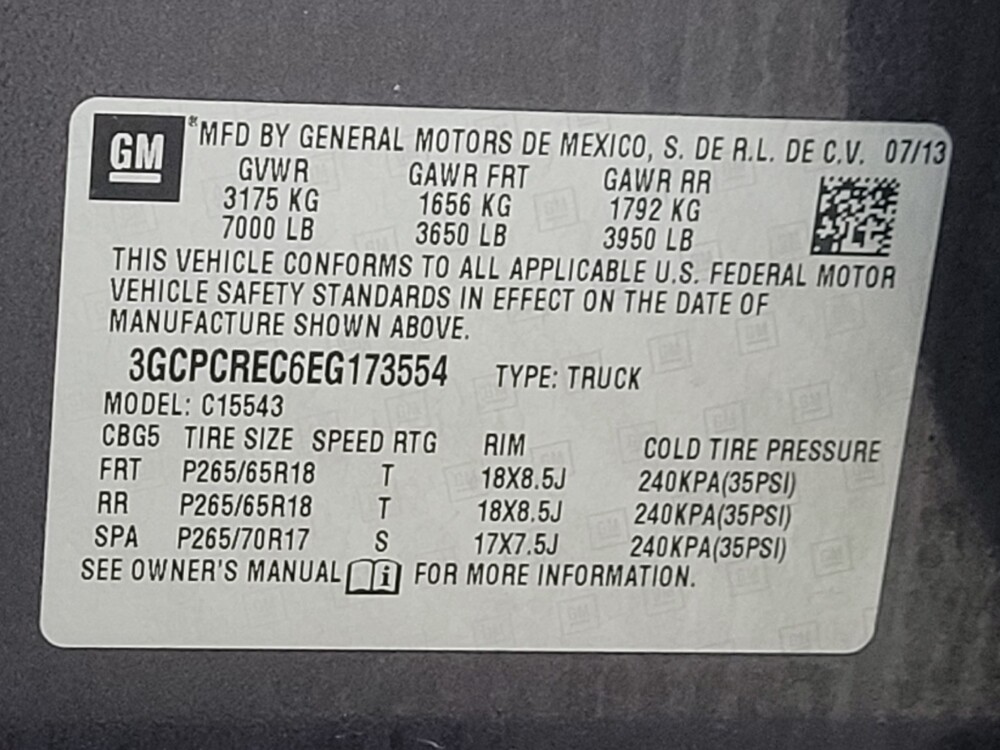 GM
®MFD BY GENERAL MOTORS DE MEXICO, S. DE R.L. DE C.V. 07/13
GVWR GAWR FRT GAWR RR
3175 KG 1656 KG 1792 KG
7000 LB 3650 LB 3950 LB
THIS VEHICLE CONFORMS TO ALL APPLICABLE U.S. FEDERAL MOTOR
VEHICLE SAFETY STANDARDS IN EFFECT ON THE DATE OF
MANUFACTURE SHOWN ABOVE.
3GCPCREC6EG173554 TYPE: TRUCK
MODEL: C15543
CBG5 TIRE SIZE SPEED RTG RIM COLD TIRE PRESSURE
FRT P265/65R18 T 18X8.5J 240KPA(35PSI)
RR P265/65R18 T 18X8.5J 240KPA(35PSI)
SPA P265/70R17 S 17X7.5J 240KPA(35PSI)
SEE OWNER'S MANUAL i FOR MORE INFORMATION.